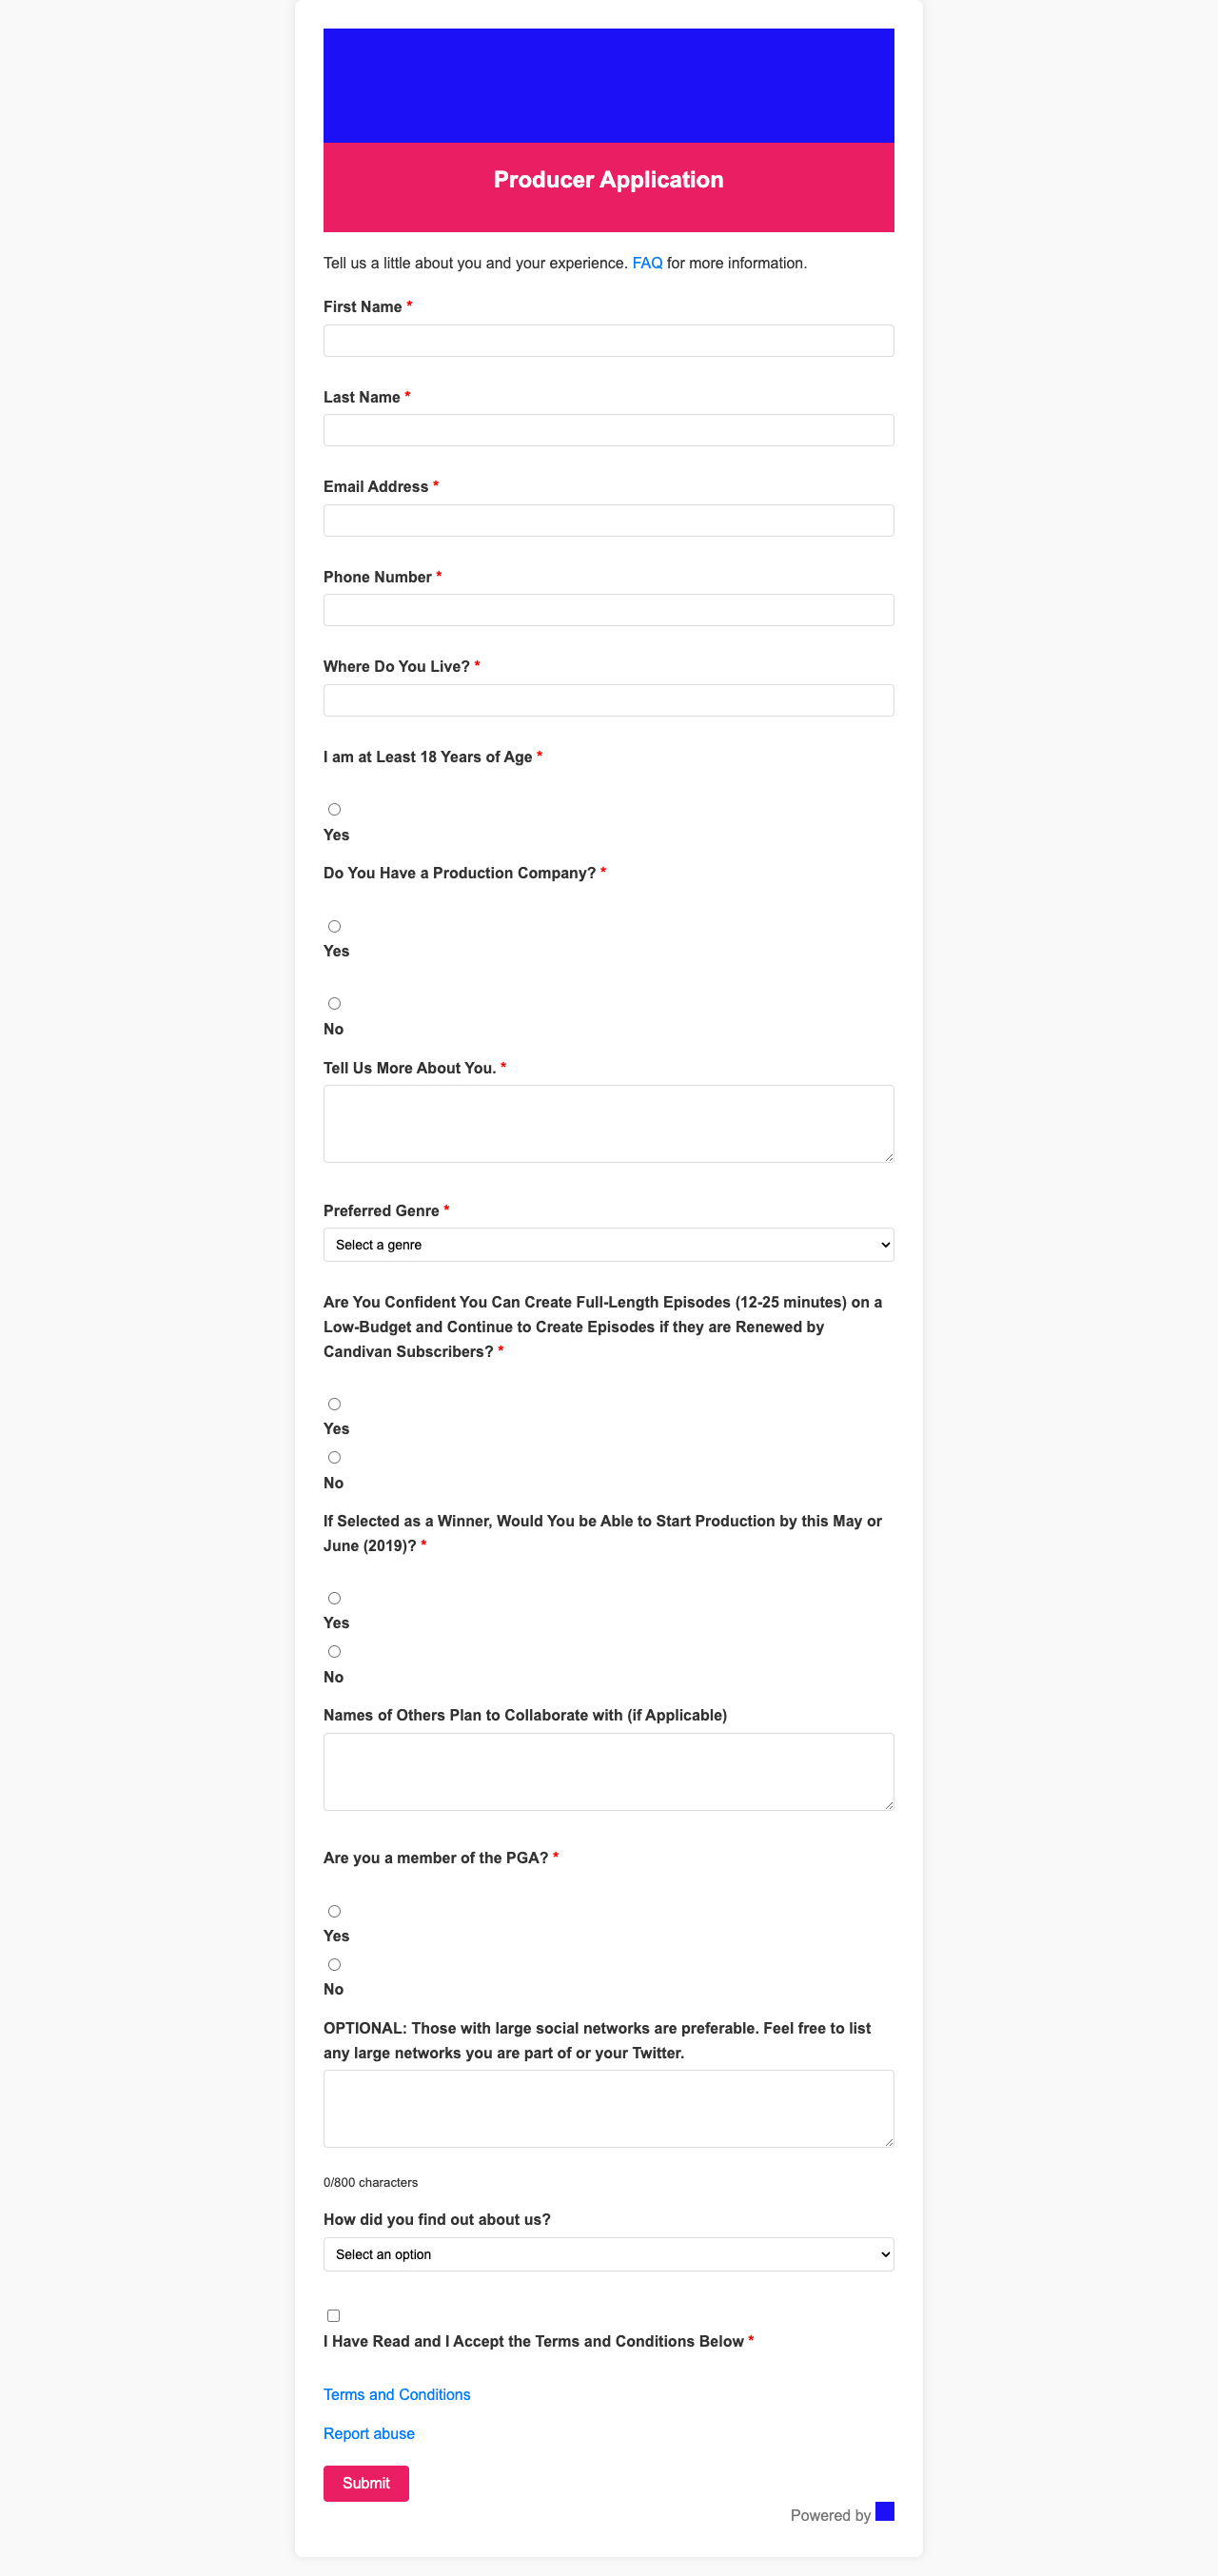 Producer Application
Tell us a little about you and your experience. FAQ for more information.
First Name *
Last Name *
Email Address *
Phone Number *
Where Do You Live? *
I am at Least 18 Years of Age *
Yes
Do You Have a Production Company? *
Yes
No
Tell Us More About You. *
Preferred Genre *
Select a genre
Are You Confident You Can Create Full-Length Episodes (12-25 minutes) on a
Low-Budget and Continue to Create Episodes if they are Renewed by
Candivan Subscribers? *
Yes
No
If Selected as a Winner, Would You be Able to Start Production by this May or
June (2019)? *
Yes
No
Names of Others Plan to Collaborate with (if Applicable)
Are you a member of the PGA? *
Yes
No
OPTIONAL: Those with large social networks are preferable. Feel free to list
any large networks you are part of or your Twitter.
0/800 characters
How did you find out about us?
Select an option
I Have Read and I Accept the Terms and Conditions Below *
Terms and Conditions
Report abuse
Submit
Powered by